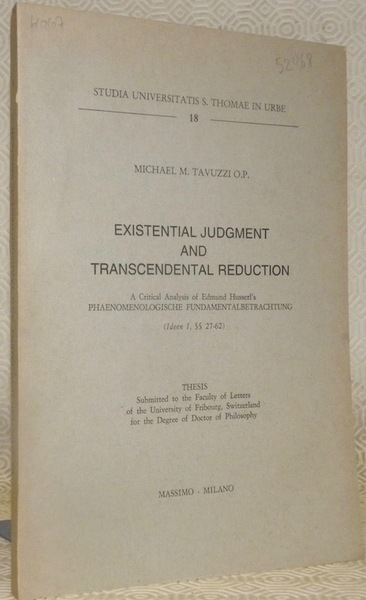 52468
STUDIA UNIVERSITATIS S. THOMAE IN URBE
18
MICHAEL M. TAVUZZI O.P.
EXISTENTIAL JUDGMENT
AND
TRANSCENDENTAL REDUCTION
A Critical Analysis of Edmund Husserl's
PHAENOMENOLOGISCHE FUNDAMENTALBETRACHTUNG
(Ideen I, §§ 27-62)
THESIS
Submitted to the Faculty of Letters
of the University of Fribourg, Switzerland
for the Degree of Doctor of Philosophy
MASSIMO - MILANO